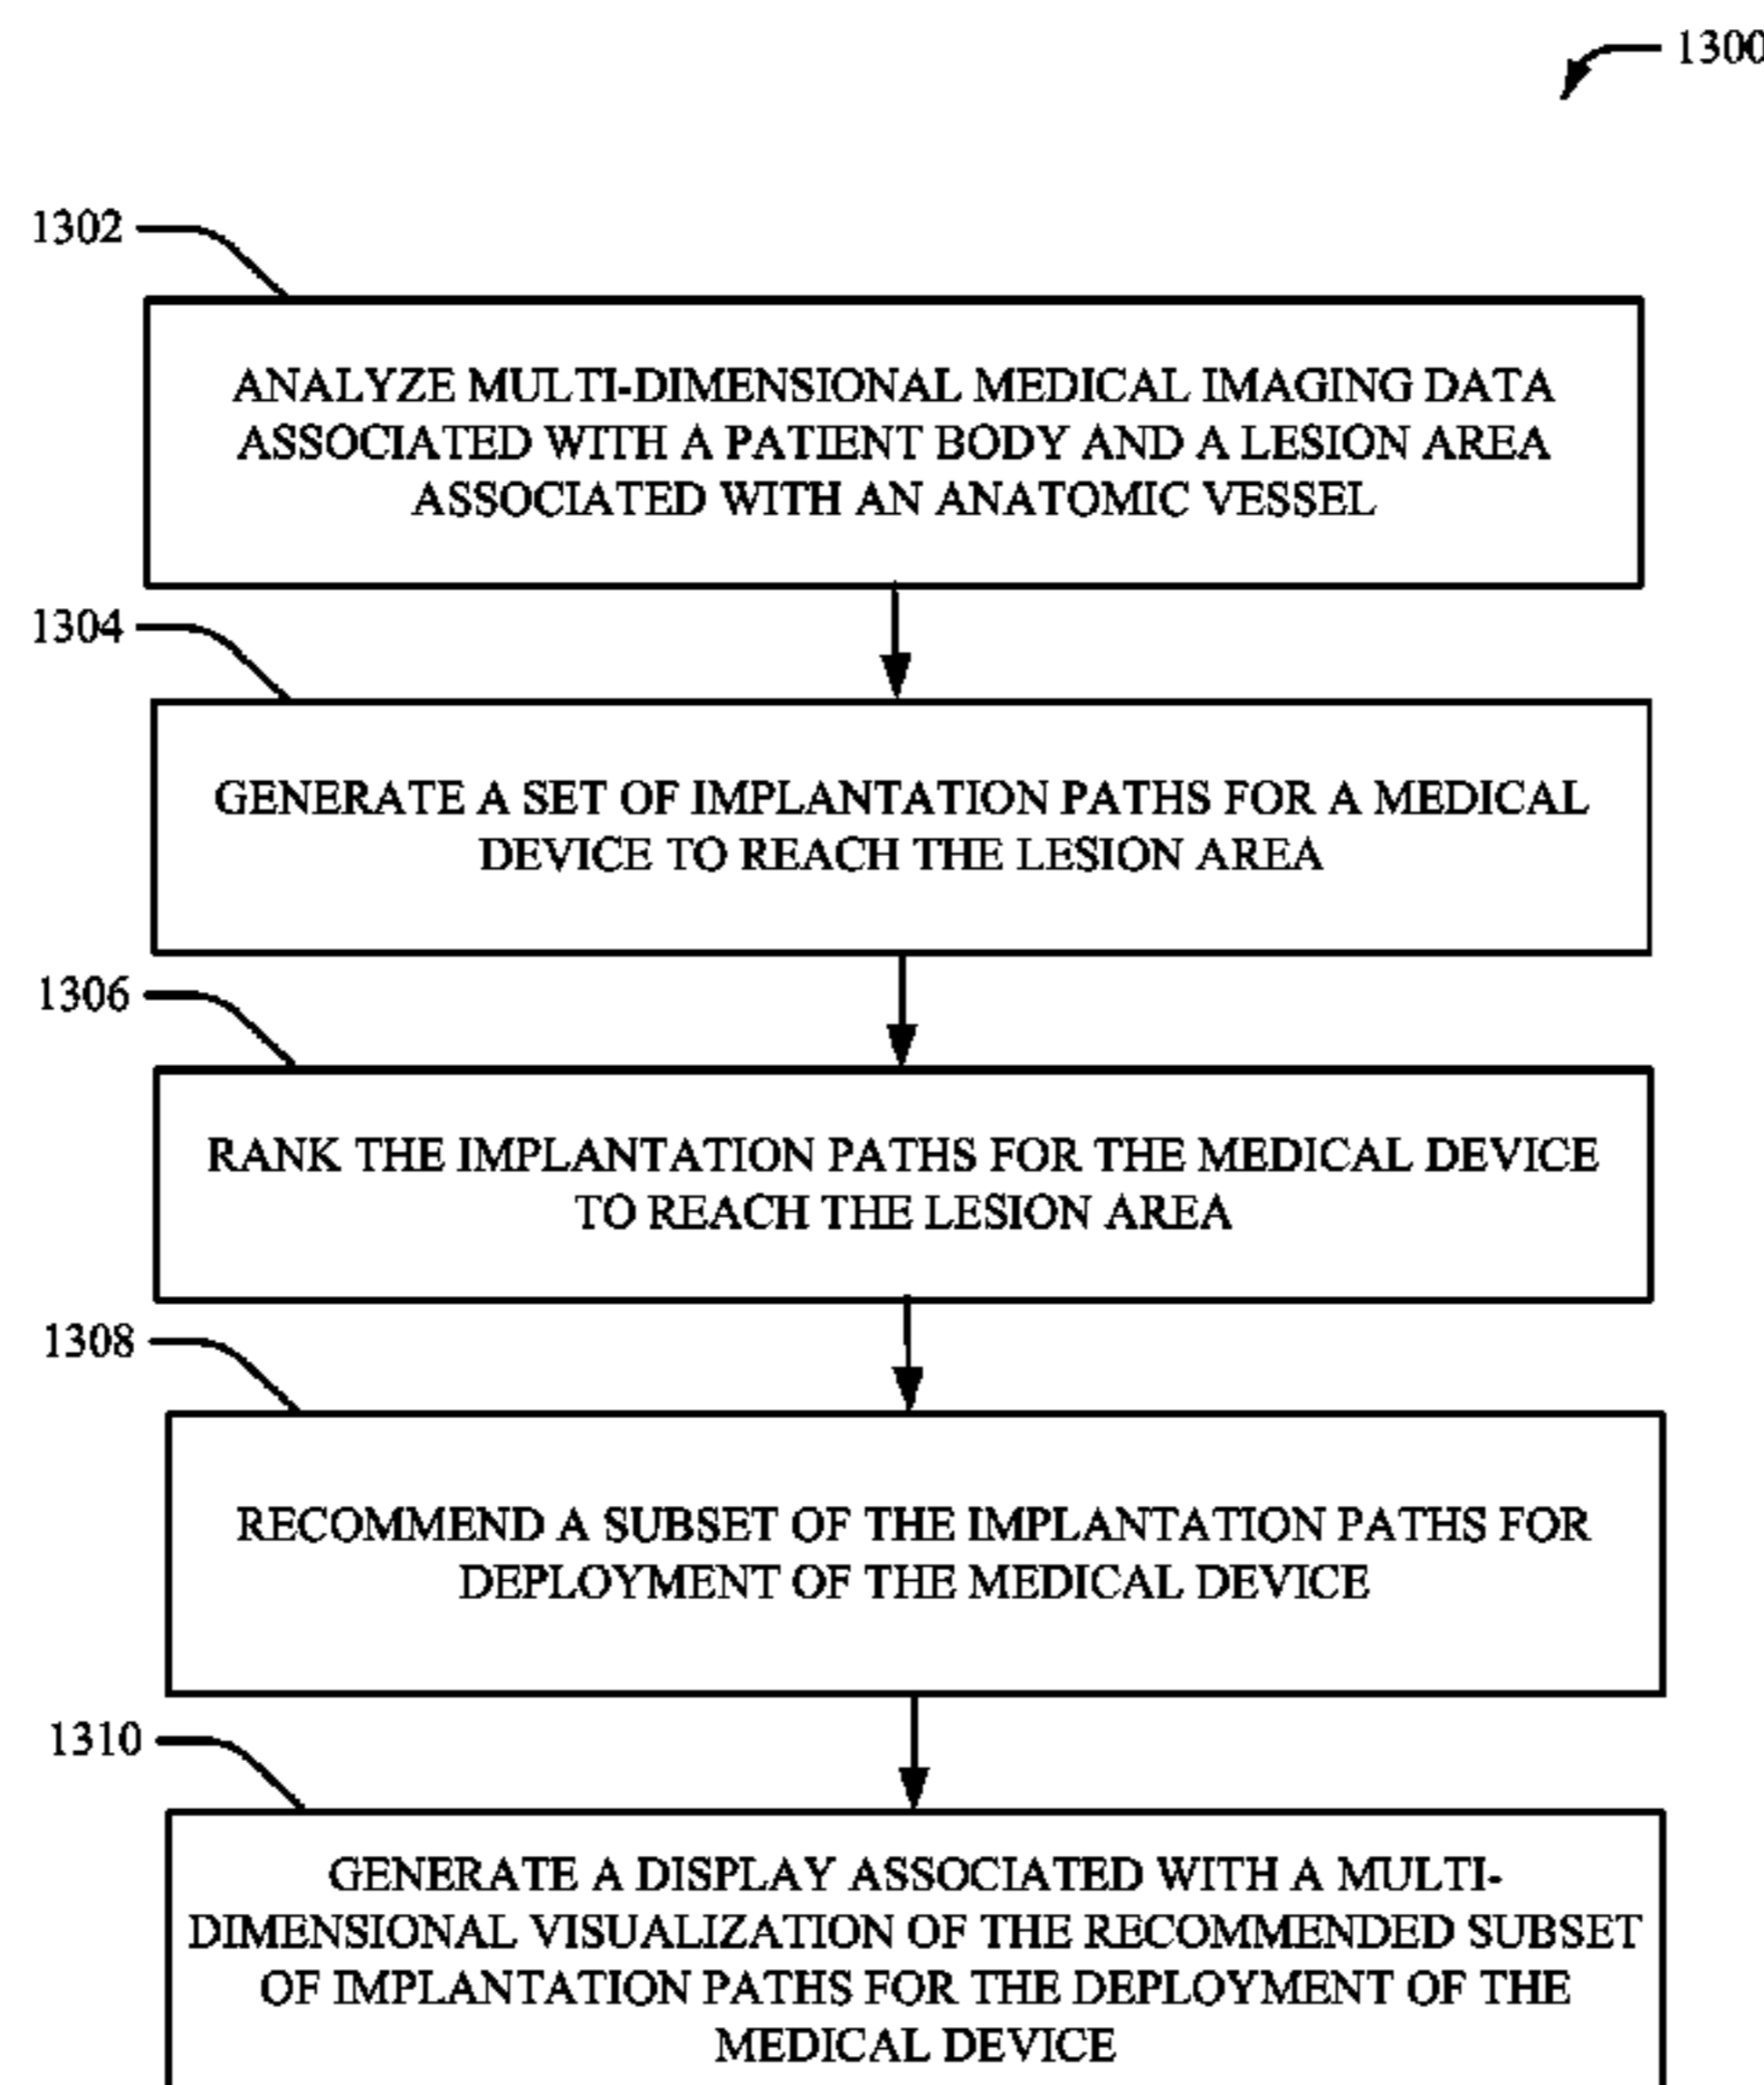 1300
1302
ANALYZE MULTI-DIMENSIONAL MEDICAL IMAGING DATA
ASSOCIATED WITH A PATIENT BODY AND A LESION AREA
ASSOCIATED WITH AN ANATOMIC VESSEL
1304
GENERATE A SET OF IMPLANTATION PATHS FOR A MEDICAL
DEVICE TO REACH THE LESION AREA
1306
RANK THE IMPLANTATION PATHS FOR THE MEDICAL DEVICE
TO REACH THE LESION AREA
1308
RECOMMEND A SUBSET OF THE IMPLANTATION PATHS FOR
DEPLOYMENT OF THE MEDICAL DEVICE
1310
GENERATE A DISPLAY ASSOCIATED WITH A MULTI-
DIMENSIONAL VISUALIZATION OF THE RECOMMENDED SUBSET
OF IMPLANTATION PATHS FOR THE DEPLOYMENT OF THE
MEDICAL DEVICE